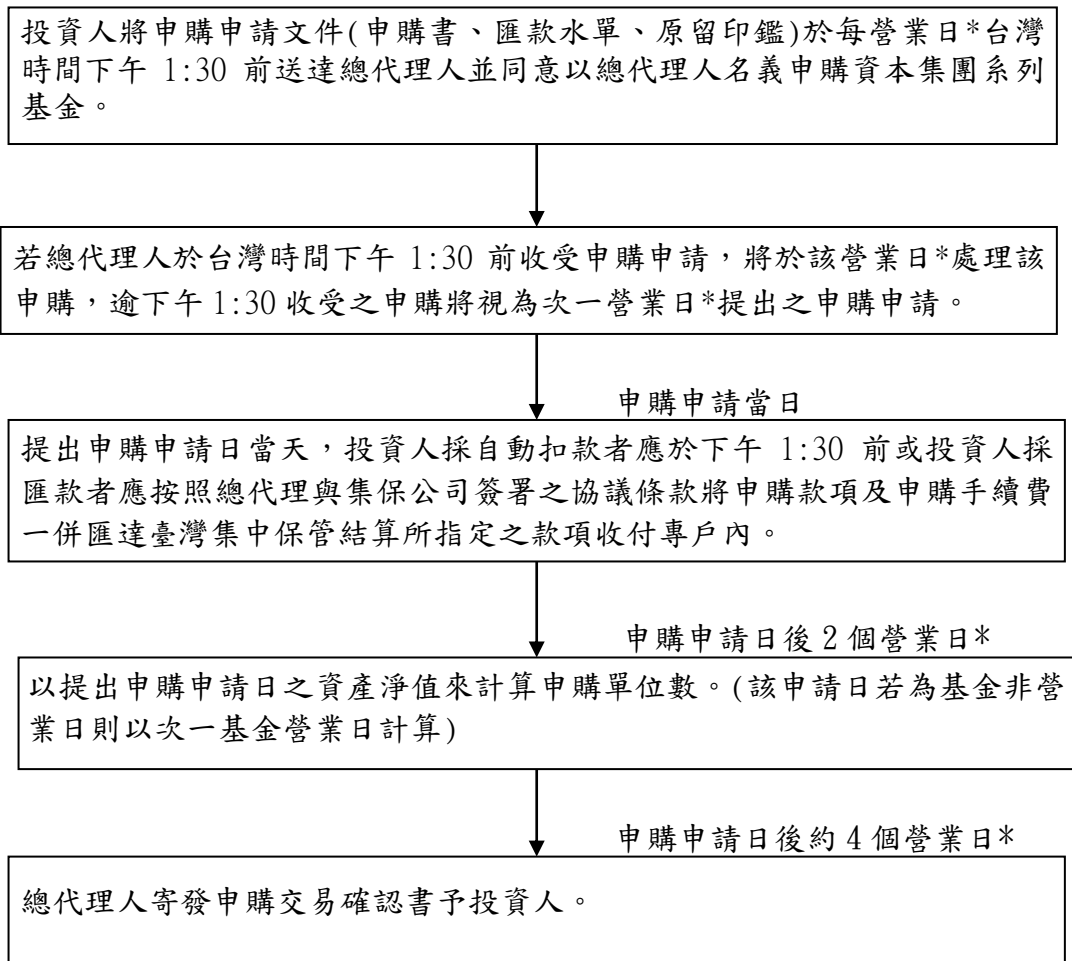 投資人將申購申請文件(申購書、匯款水單、原留印鑑)於每營業日*台灣
時間下午 1:30 前送達總代理人並同意以總代理人名義申購資本集團系列
基金。
若總代理人於台灣時間下午 1:30 前收受申購申請，將於該營業日*處理該
申購，逾下午 1:30 收受之申購將視為次一營業日*提出之申購申請。
申購申請當日
提出申購申請日當天，投資人採自動扣款者應於下午 1:30 前或投資人採
匯款者應按照總代理與集保公司簽署之協議條款將申購款項及申購手續費
一併匯達臺灣集中保管結算所指定之款項收付專戶內。
申購申請日後 2 個營業日*
以提出申購申請日之資產淨值來計算申購單位數。(該申請日若為基金非營
業日則以次一基金營業日計算)
申購申請日後約 4 個營業日*
總代理人寄發申購交易確認書予投資人。